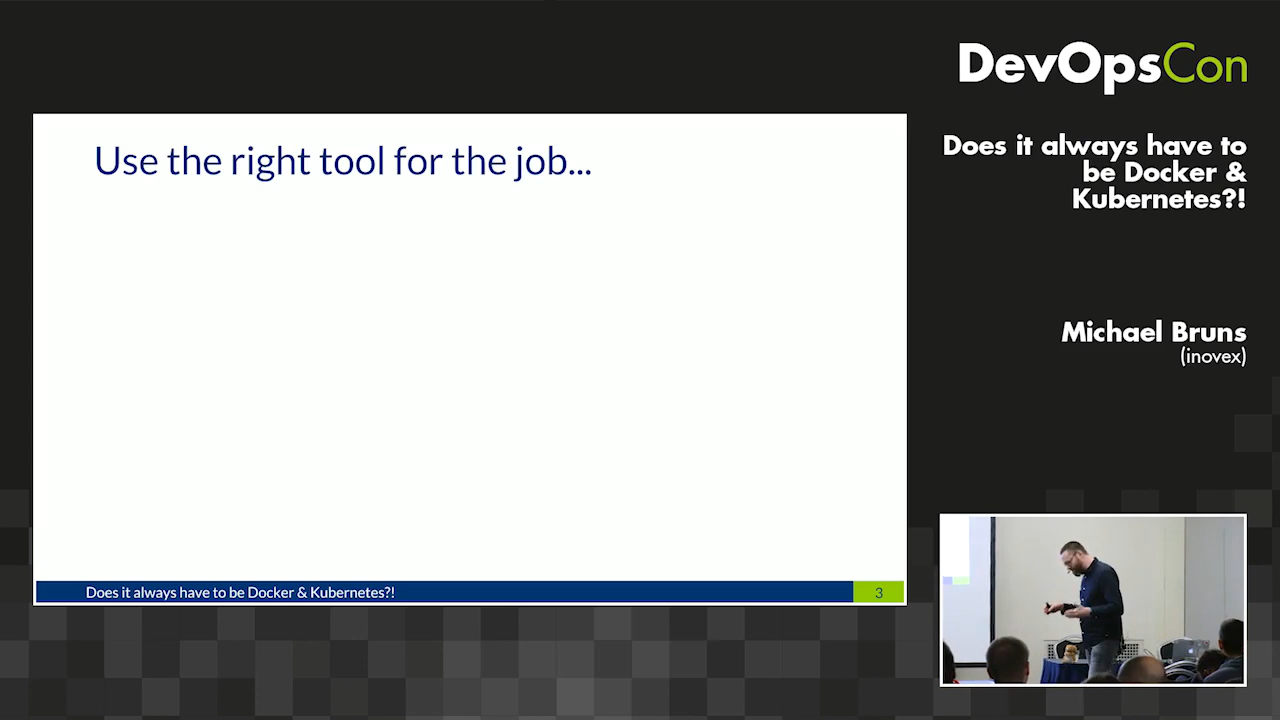 DevOpsCon
Does it always have to
be Docker &
Kubernetes?!
Michael Bruns
(inovex)
Use the right tool for the job...
Does it always have to be Docker & Kubernetes?!
3